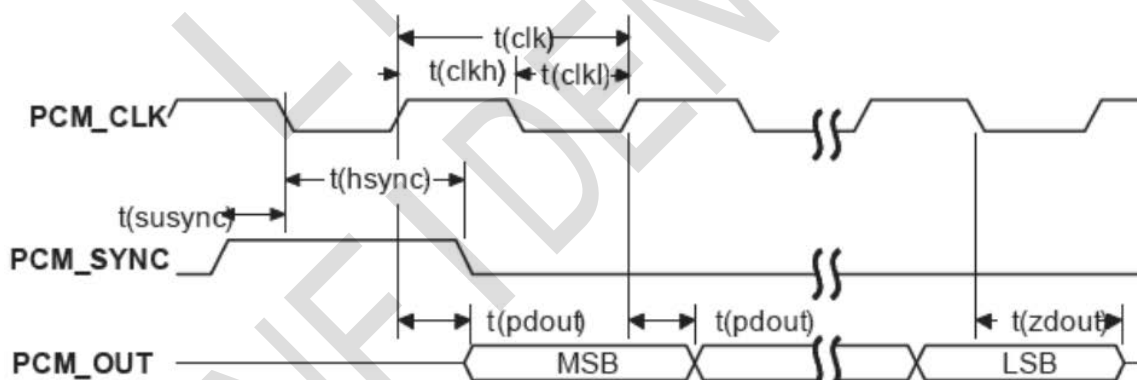 t(clk)
t(clkh) t(clkl)
PCM_CLK
t(hsync)
t(susync)
PCM_SYNC
t(pdout) t(pdout) t(zdout)
PCM_OUT MSB LSB